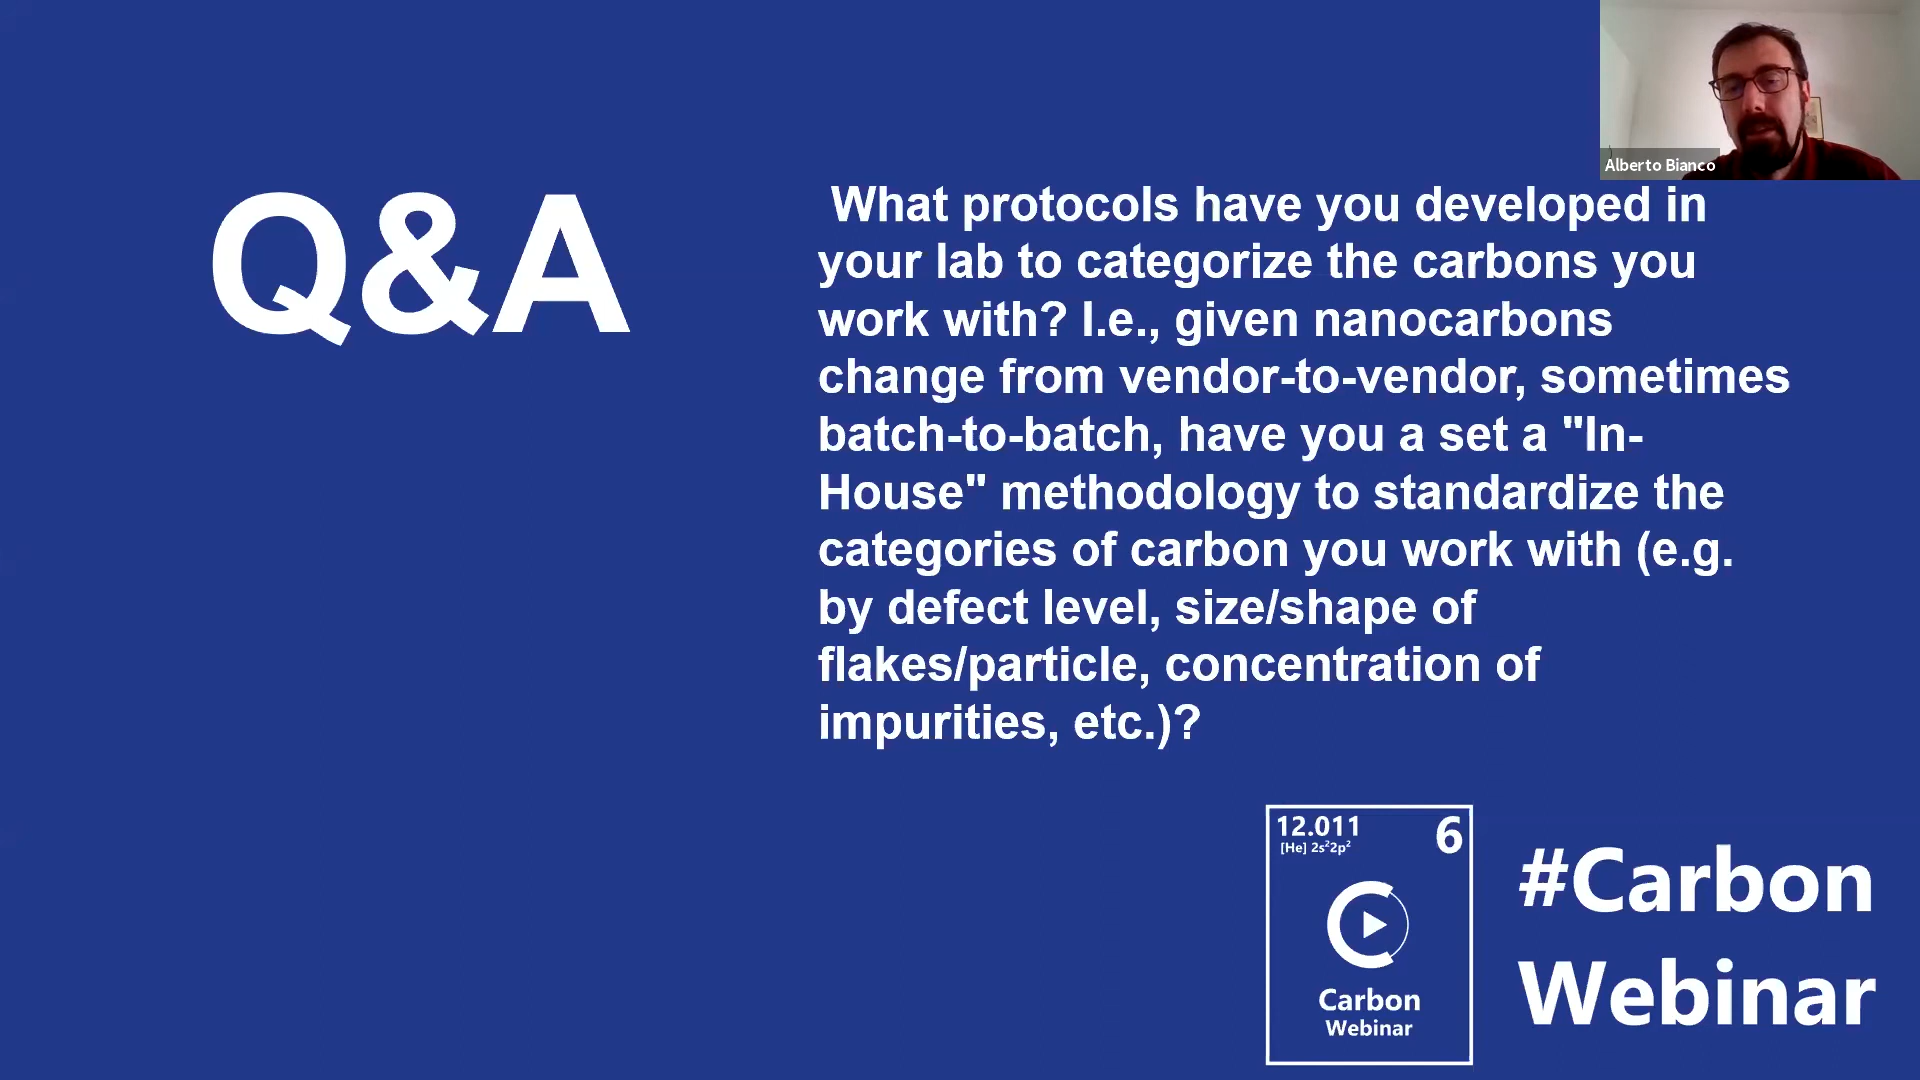 Alberto Bianco
Q&A
What protocols have you developed in
your lab to categorize the carbons you
work with? I.e., given nanocarbons
change from vendor-to-vendor, sometimes
batch-to-batch, have you a set a "In-
House" methodology to standardize the
categories of carbon you work with (e.g.
by defect level, size/shape of
flakes/particle, concentration of
impurities, etc.)?
12.011
6
[He] 2s²2p²
Carbon
Webinar
#Carbon
Webinar